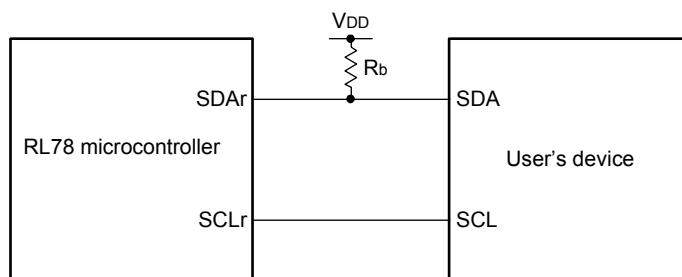 VDD
Rb
SDAr
SDA
RL78 microcontroller
User's device
SCLr
SCL